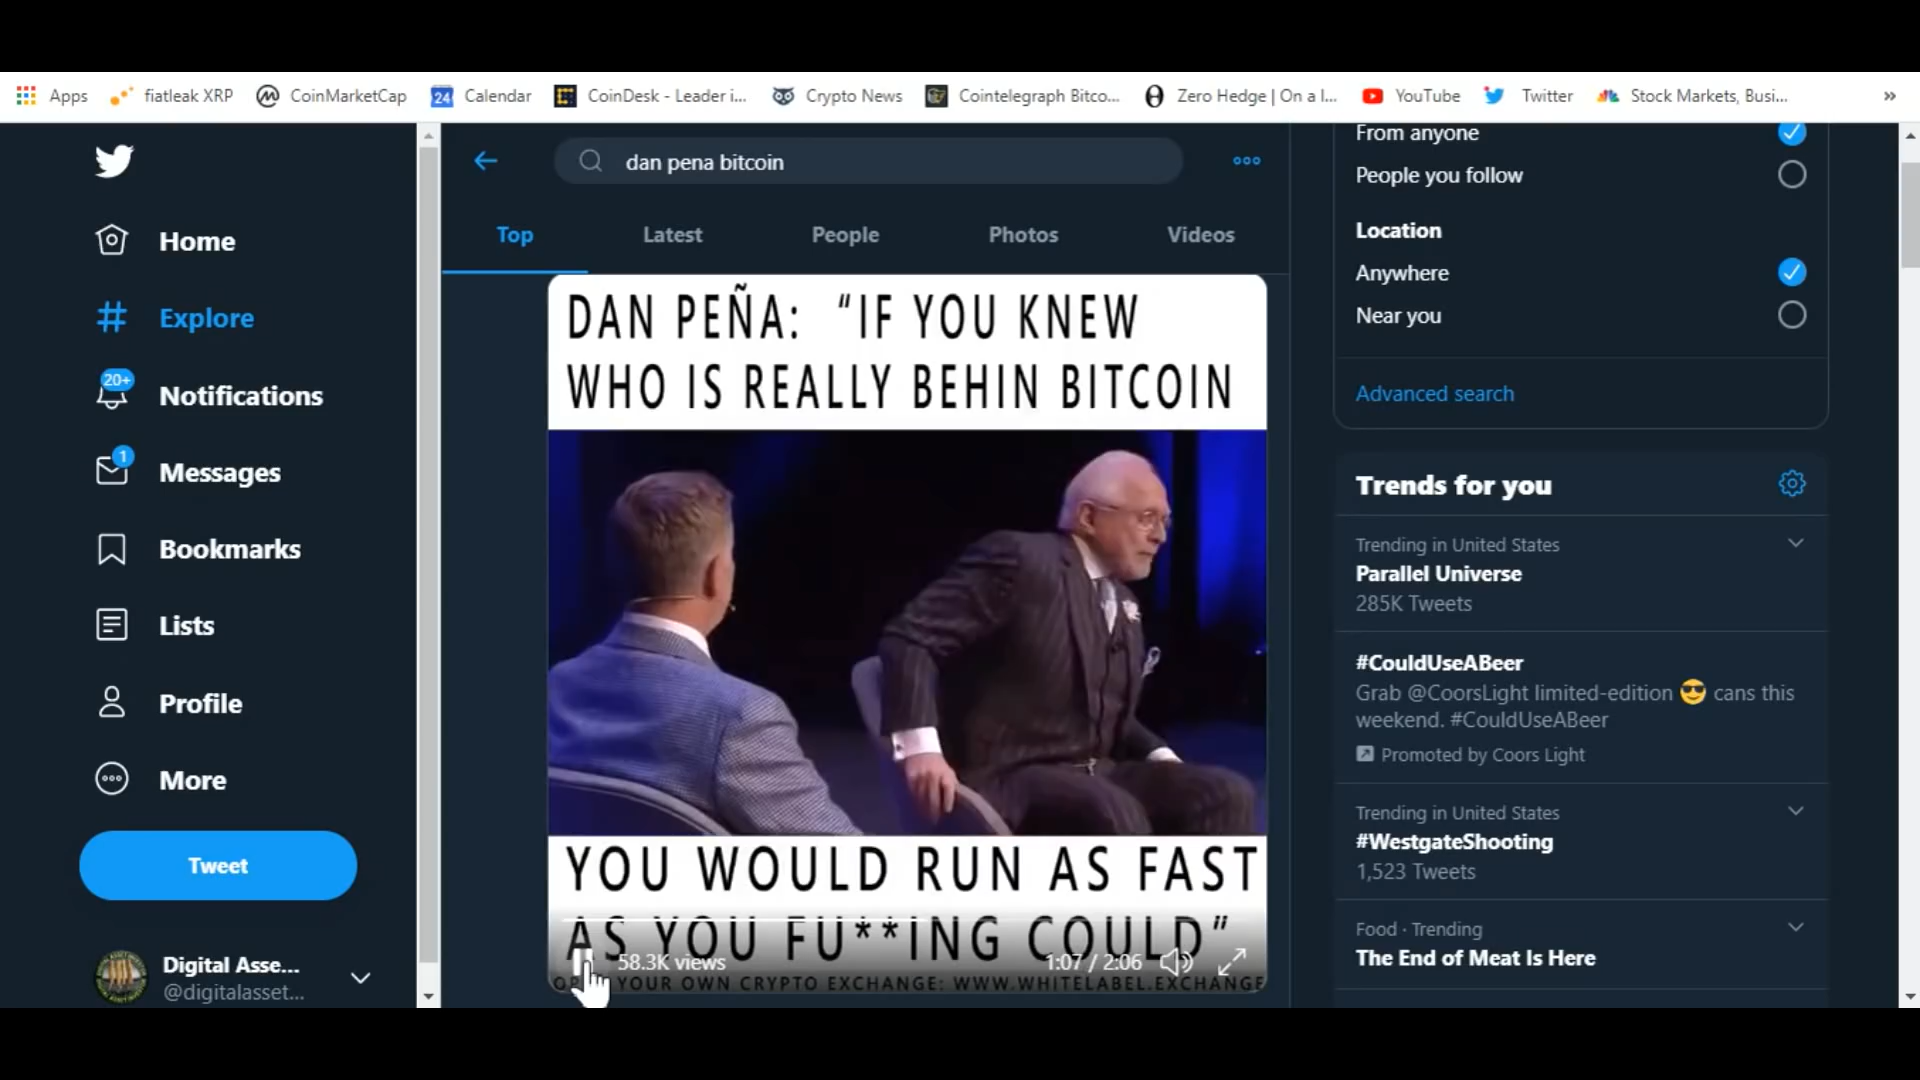 Apps
fiatleak XRP
CoinMarketCap
24
Calendar
CoinDesk - Leader i...
Crypto News
Cointelegraph Bitco...
Zero Hedge | On a l...
YouTube
Twitter
Stock Markets, Busi...
»
Home
Explore
20+
Notifications
1
Messages
Bookmarks
Lists
Profile
More
Tweet
Digital Asse...
@digitalasset...
dan pena bitcoin
Top
Latest
People
Photos
Videos
DAN PEÑA: “IF YOU KNEW
WHO IS REALLY BEHIN BITCOIN
YOU WOULD RUN AS FAST
AS YOU FU**ING COULD”
58.3K views
1:07 / 2:06
YOUR OWN CRYPTO EXCHANGE: WWW.WHITELABEL.EXCHANGE
From anyone
People you follow
Location
Anywhere
Near you
Advanced search
Trends for you
Trending in United States
Parallel Universe
285K Tweets
#CouldUseABeer
Grab @CoorsLight limited-edition 😎 cans this
weekend. #CouldUseABeer
Promoted by Coors Light
Trending in United States
#WestgateShooting
1,523 Tweets
Food · Trending
The End of Meat Is Here